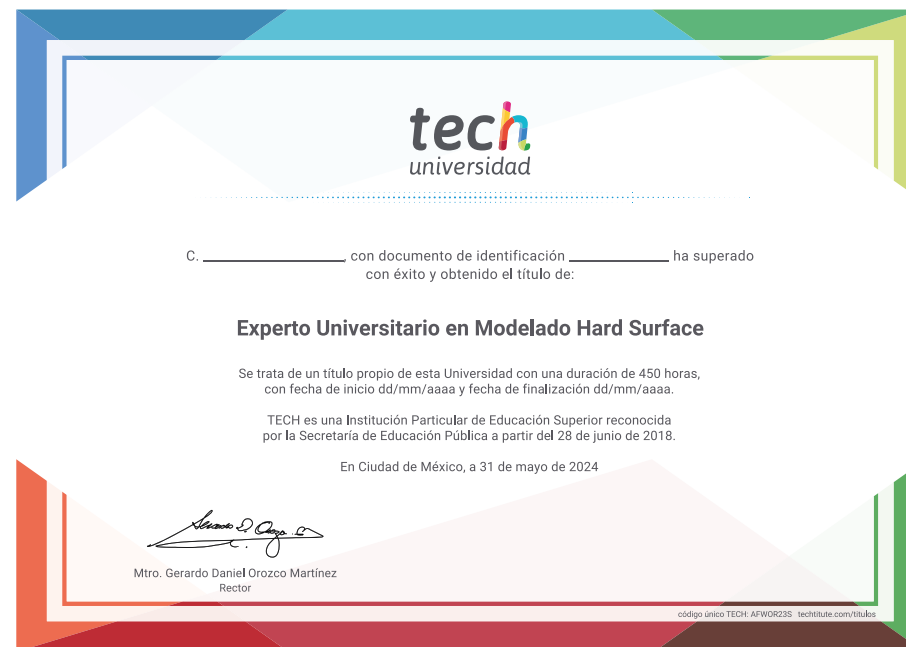 tech
universidad
C. ____________, con documento de identificación ____________ ha superado
con éxito y obtenido el título de:
Experto Universitario en Modelado Hard Surface
Se trata de un título propio de esta Universidad con una duración de 450 horas,
con fecha de inicio dd/mm/aaaa y fecha de finalización dd/mm/aaaa.
TECH es una Institución Particular de Educación Superior reconocida
por la Secretaría de Educación Pública a partir del 28 de junio de 2018.
En Ciudad de México, a 31 de mayo de 2024
Mtro. Gerardo Daniel Orozco Martínez
Rector
código único TECH: AFWOR23S techtitute.com/titulos